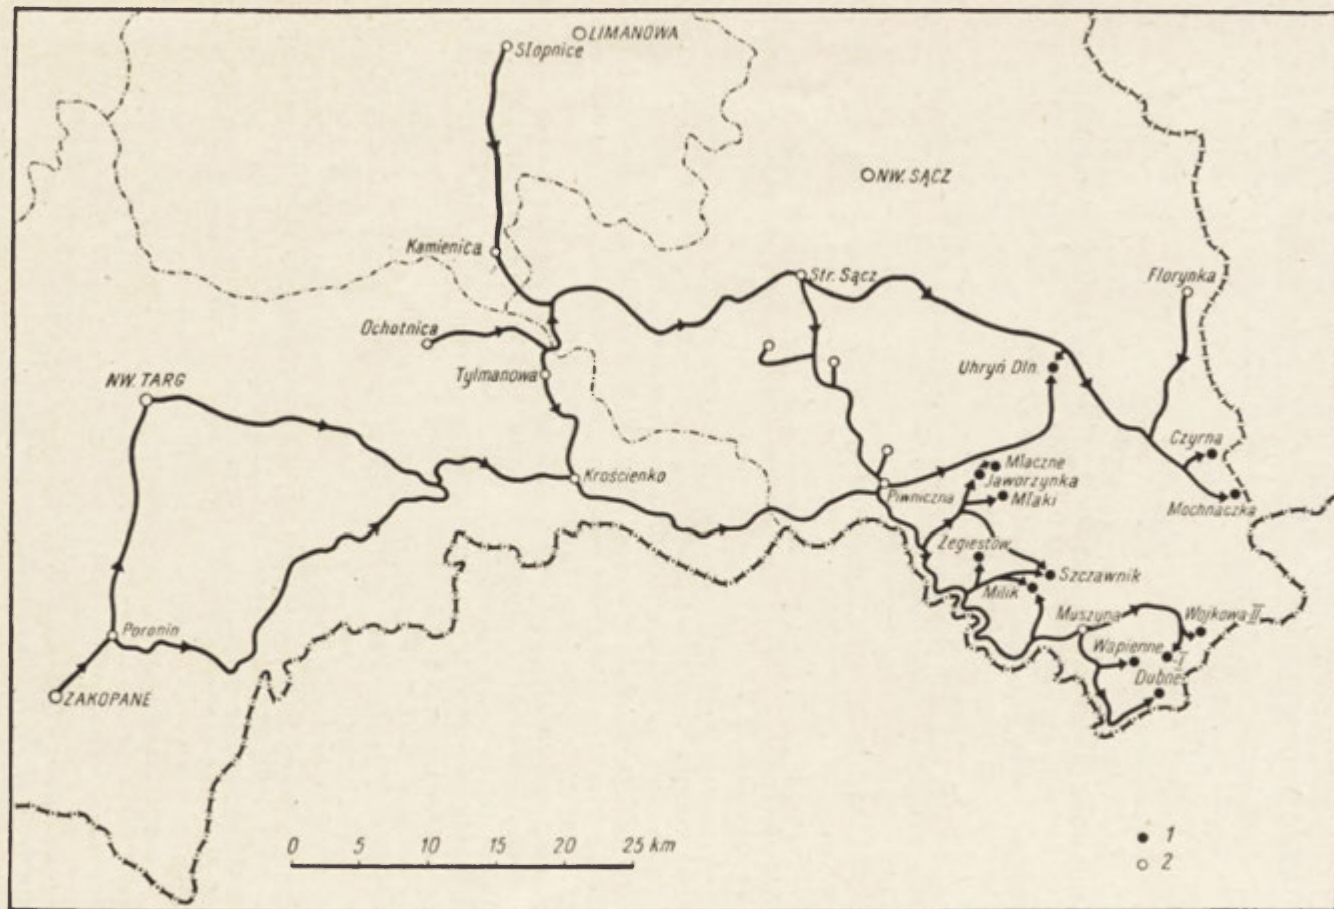 LIMANOWA
Słopnice
NW. SĄCZ
Kamienica
Str. Sącz
Florynka
Ochotnica
Uhryń Dln.
Tylmanowa
NW. TARG
Czyrna
Krościenko
Młaczne
Jaworzynka
Piwniczna
Młaki
Mochnaczka
Żegiestów
Szczawnik
Milik
Muszyna
Wojkowa II
Poronin
Wapienne
I
Dubne
ZAKOPANE
0 5 10 15 20 25 km
1
2